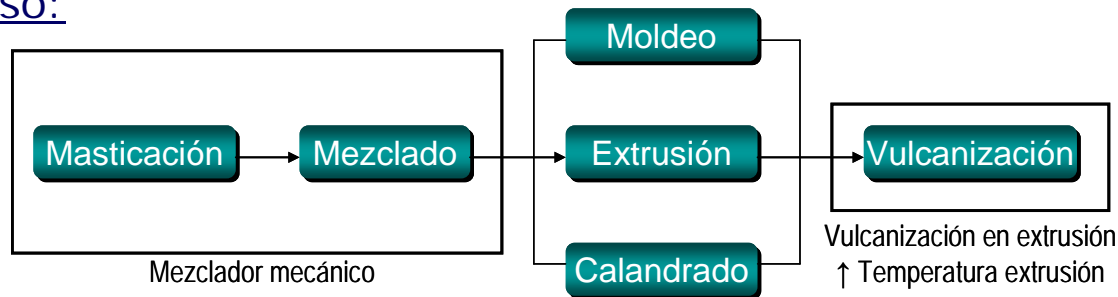 so:
Moldeo
Masticación
Mezclado
Extrusión
Vulcanización
Calandrado
Mezclador mecánico
Vulcanización en extrusión
↑ Temperatura extrusión